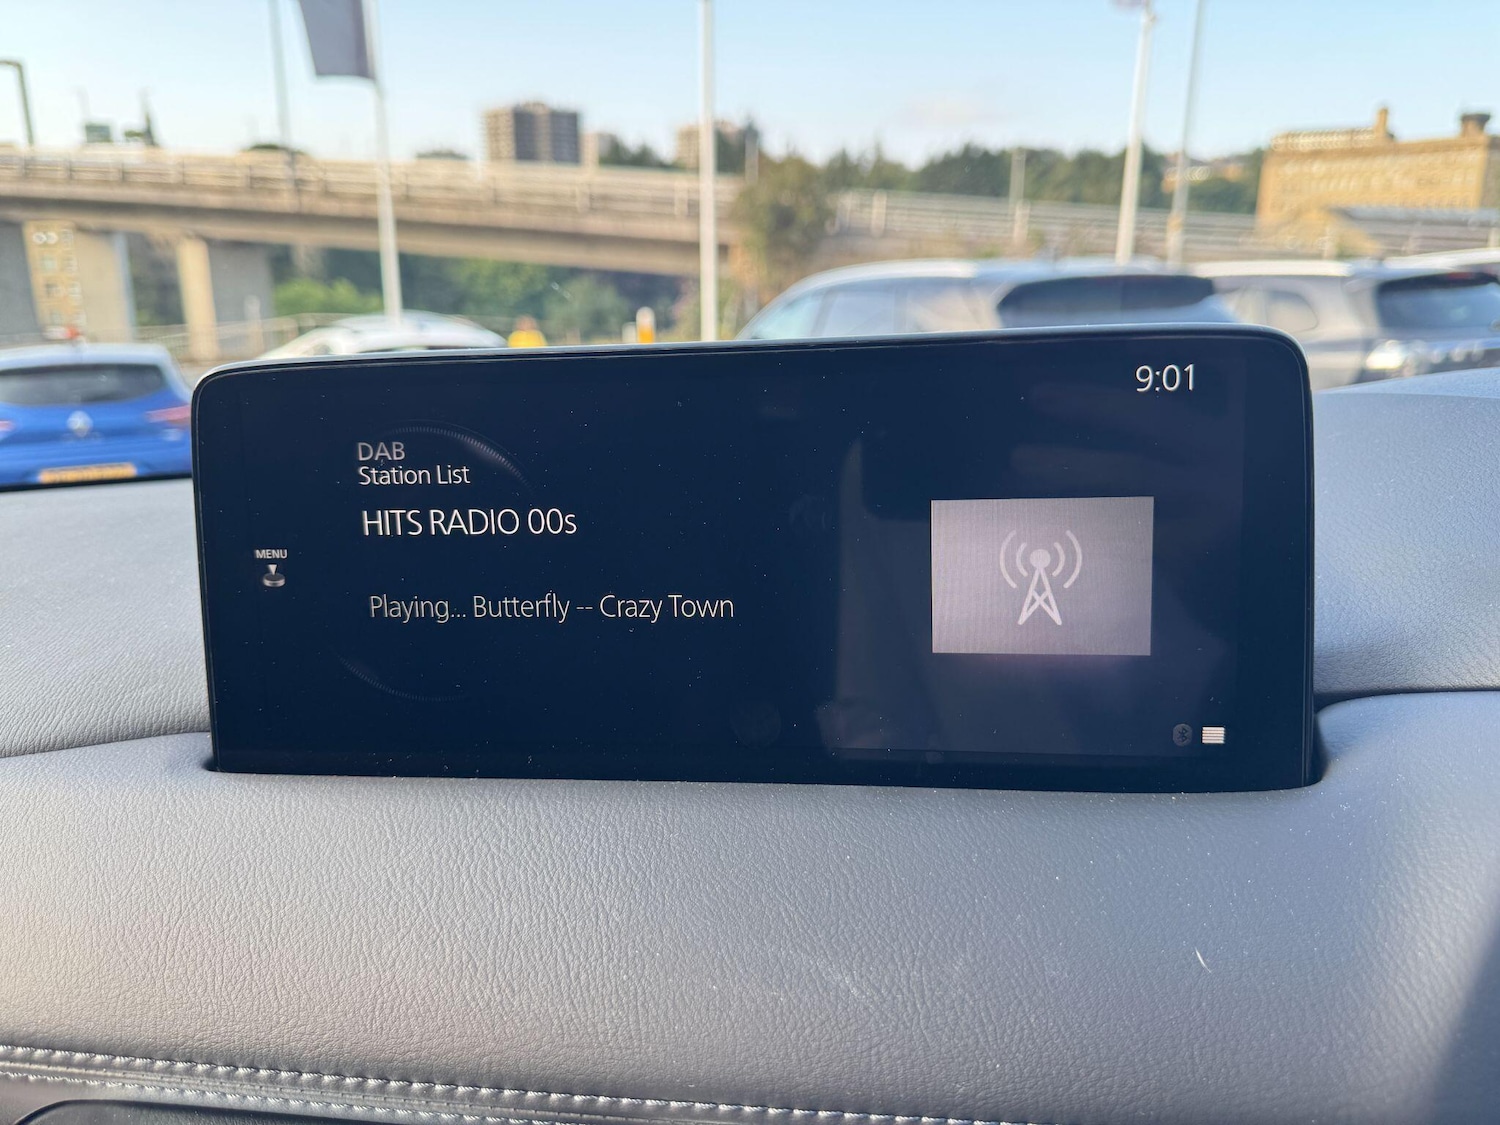 9:01
DAB
Station List
HITS RADIO 00s
MENU
Playing... Butterfly -- Crazy Town